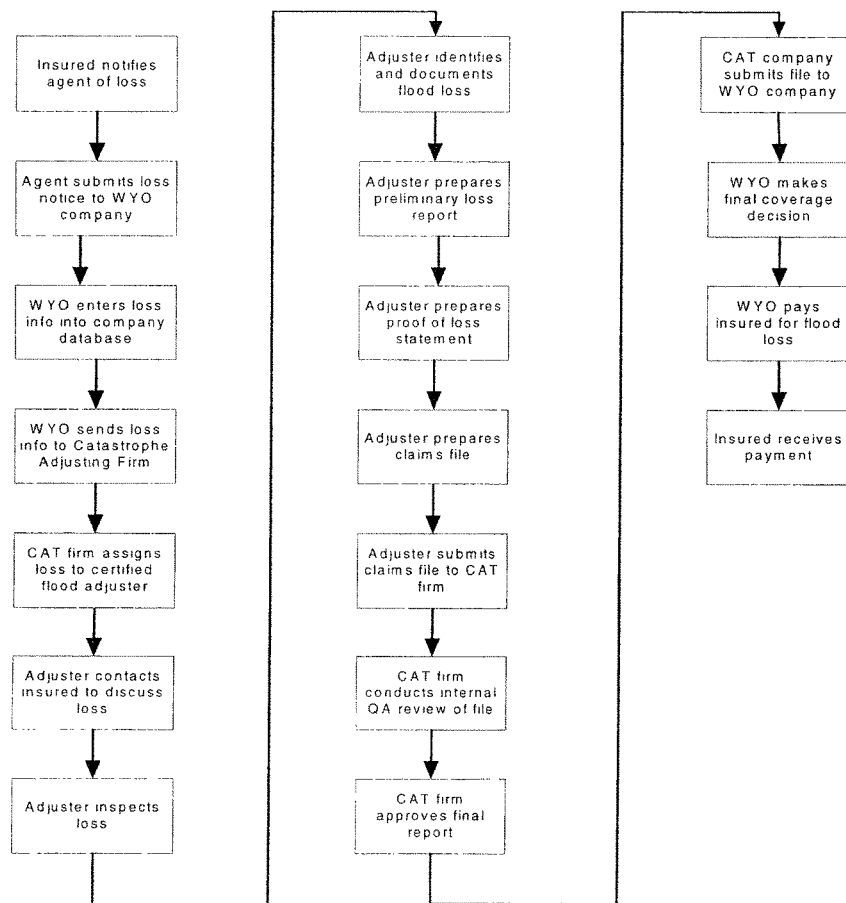 Insured notifies
agent of loss
Agent submits loss
notice to WYO
company
WYO enters loss
info into company
database
WYO sends loss
info to Catastrophe
Adjusting Firm
CAT firm assigns
loss to certified
flood adjuster
Adjuster contacts
insured to discuss
loss
Adjuster inspects
loss
Adjuster identifies
and documents
flood loss
Adjuster prepares
preliminary loss
report
Adjuster prepares
proof of loss
statement
Adjuster prepares
claims file
Adjuster submits
claims file to CAT
firm
CAT firm
conducts internal
QA review of file
CAT firm
approves final
report
CAT company
submits file to
WYO company
WYO makes
final coverage
decision
WYO pays
insured for flood
loss
Insured receives
payment